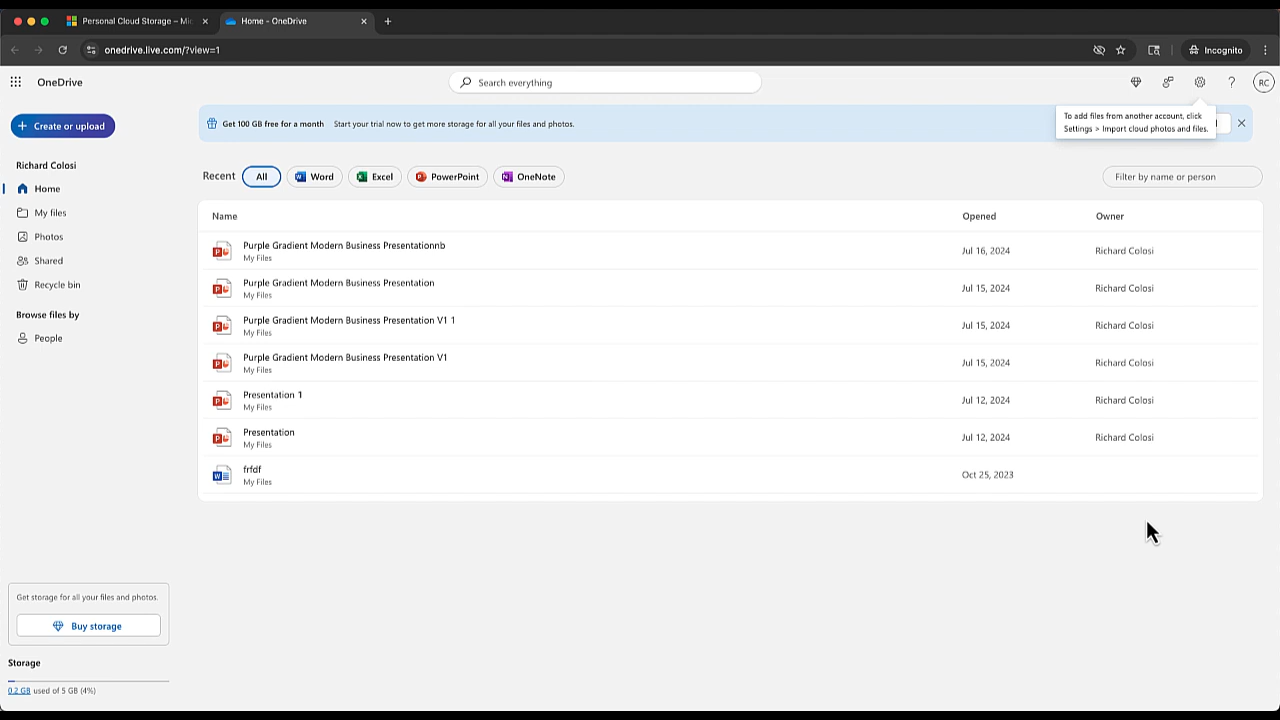 Personal Cloud Storage – Mic
Home - OneDrive
onedrive.live.com/?view=1
Incognito
OneDrive
Search everything
RC
Create or upload
Get 100 GB free for a month Start your trial now to get more storage for all your files and photos.
To add files from another account, click
Settings > Import cloud photos and files.
Richard Colosi
Home
My files
Photos
Shared
Recycle bin
Browse files by
People
Recent All Word Excel PowerPoint OneNote Filter by name or person
Name Opened Owner
Purple Gradient Modern Business Presentationnb
My Files
Jul 16, 2024 Richard Colosi
Purple Gradient Modern Business Presentation
My Files
Jul 15, 2024 Richard Colosi
Purple Gradient Modern Business Presentation V1 1
My Files
Jul 15, 2024 Richard Colosi
Purple Gradient Modern Business Presentation V1
My Files
Jul 15, 2024 Richard Colosi
Presentation 1
My Files
Jul 12, 2024 Richard Colosi
Presentation
My Files
Jul 12, 2024 Richard Colosi
frfdf
My Files
Oct 25, 2023
Get storage for all your files and photos.
Buy storage
Storage
0.2 GB used of 5 GB (4%)